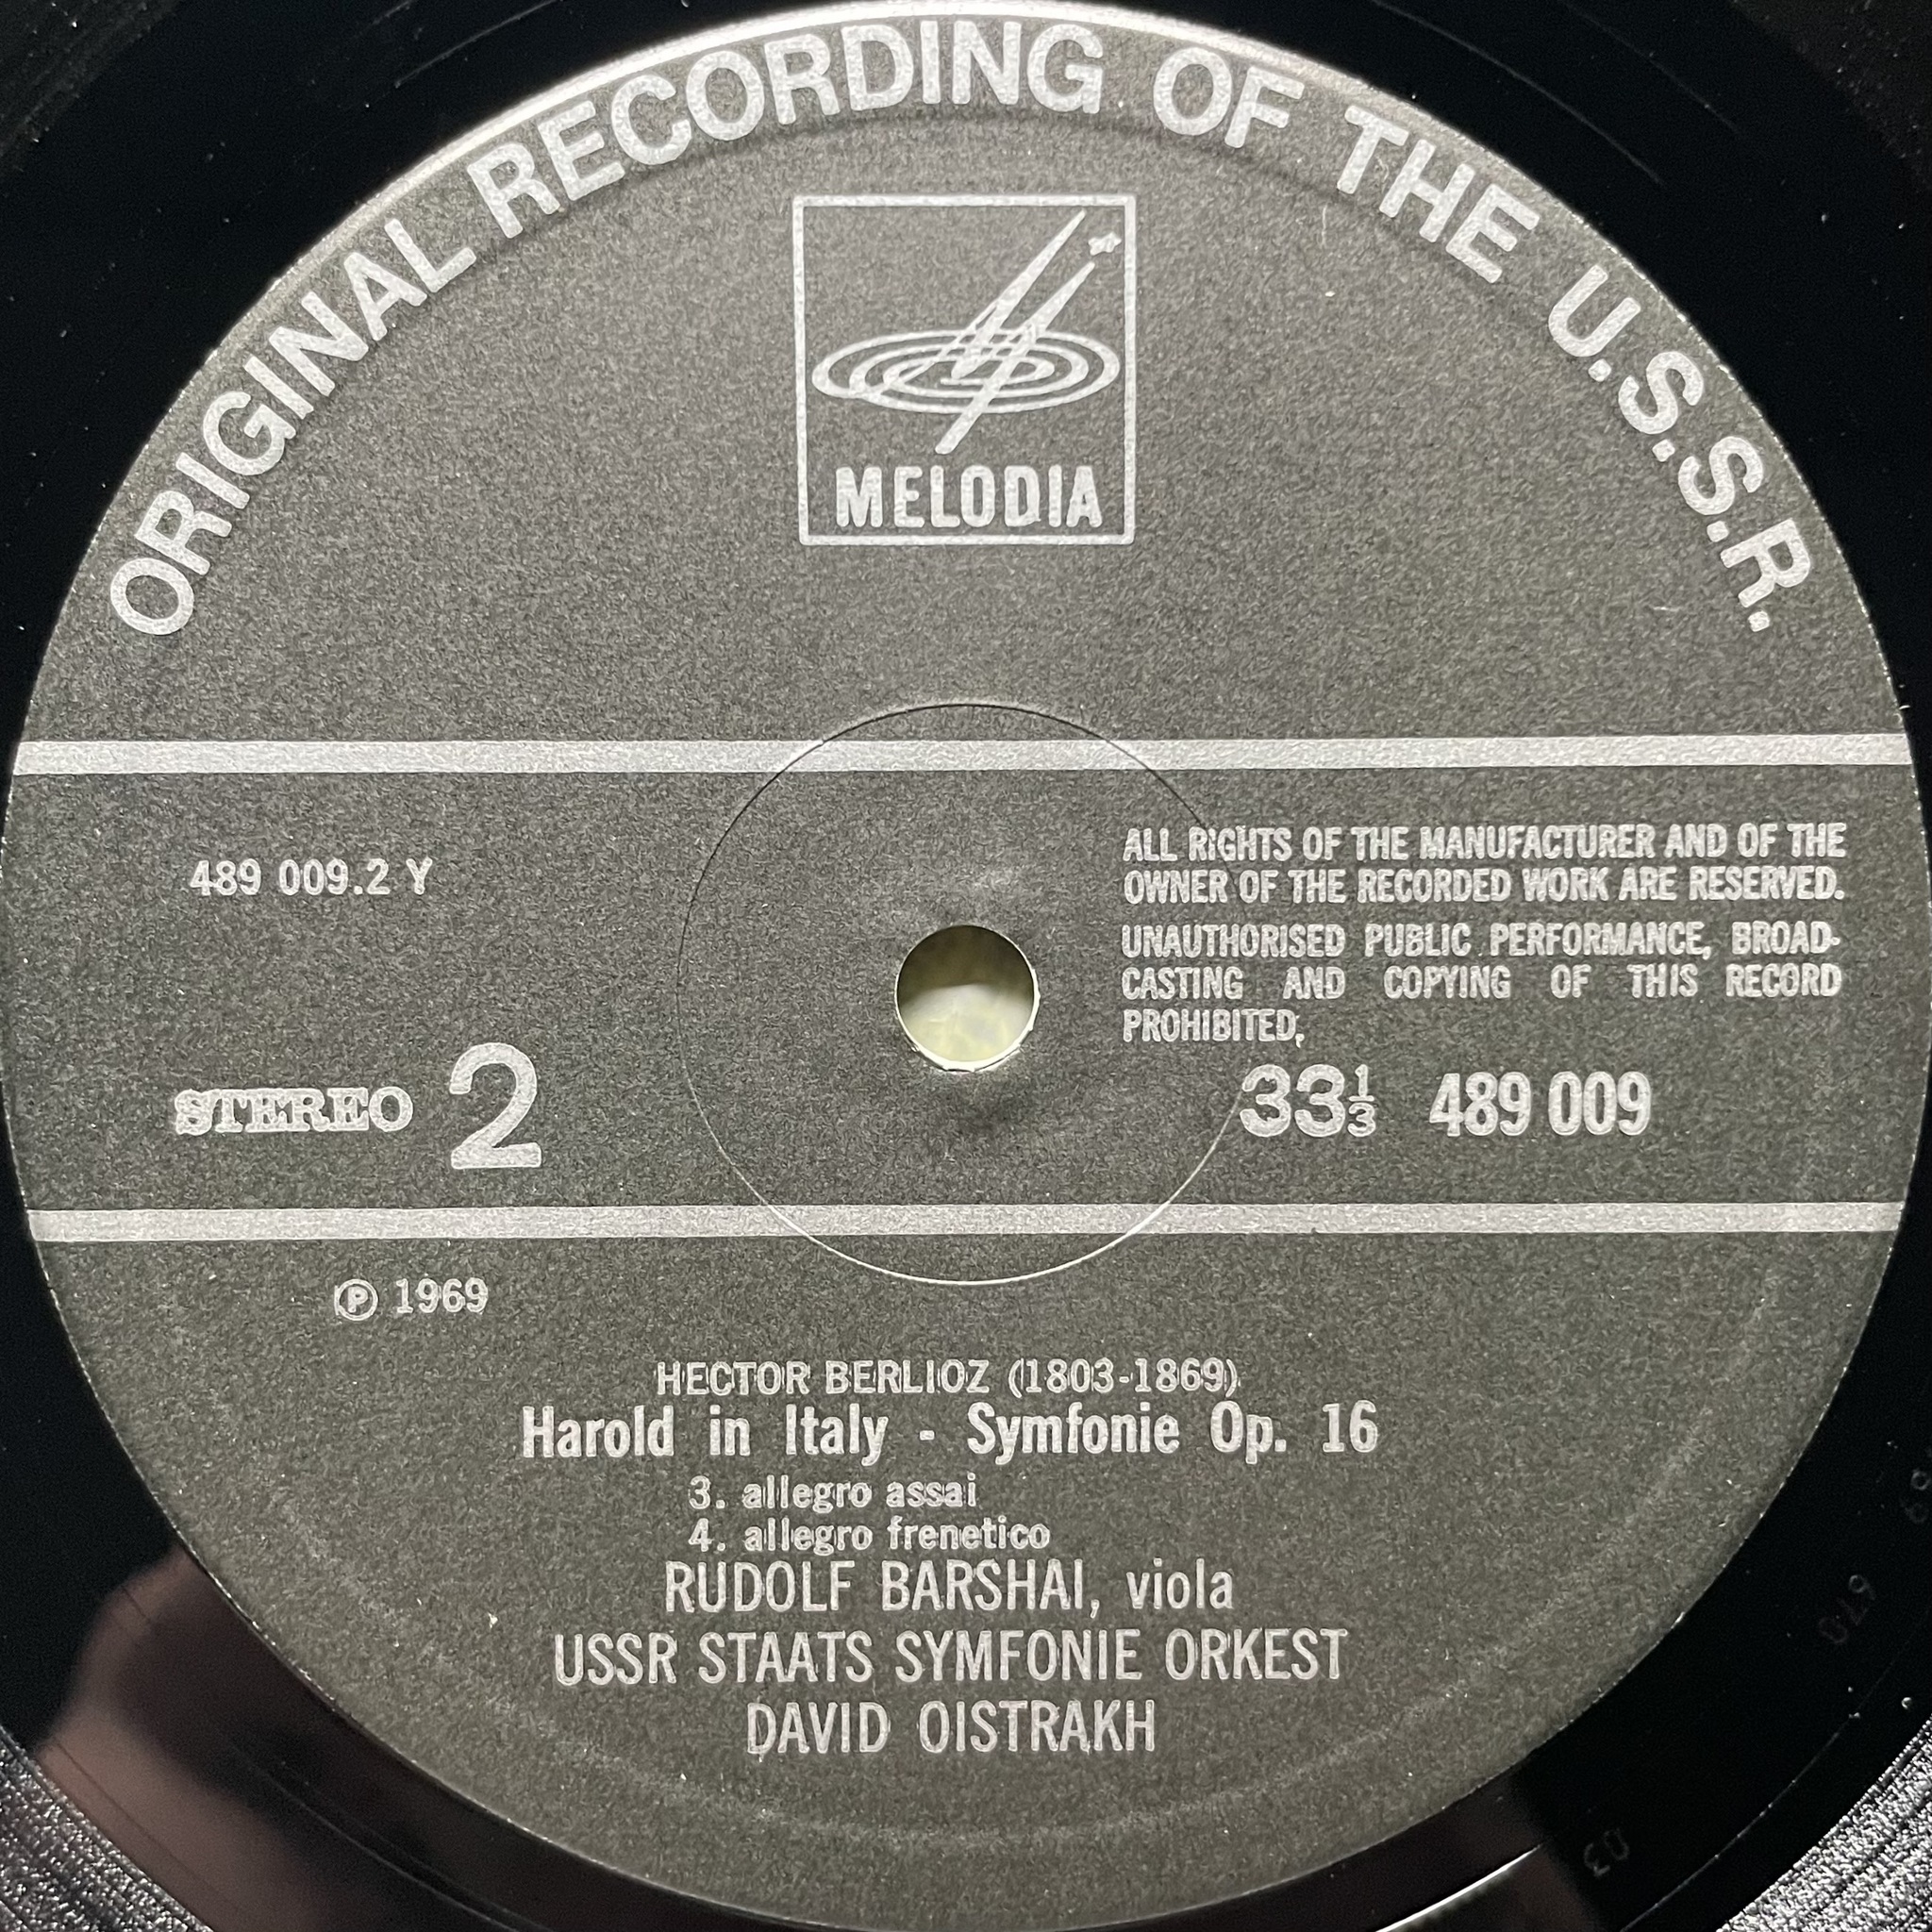 ORIGINAL RECORDING OF THE U.S.S.R.
MELODIA
489 009.2 Y
ALL RIGHTS OF THE MANUFACTURER AND OF THE
OWNER OF THE RECORDED WORK ARE RESERVED.
UNAUTHORISED PUBLIC PERFORMANCE, BROAD-
CASTING AND COPYING OF THIS RECORD
PROHIBITED,
STEREO 2
33⅓ 489 009
℗ 1969
HECTOR BERLIOZ (1803-1869)
Harold in Italy - Symfonie Op. 16
3. allegro assai
4. allegro frenetico
RUDOLF BARSHAI, viola
USSR STAATS SYMFONIE ORKEST
DAVID OISTRAKH